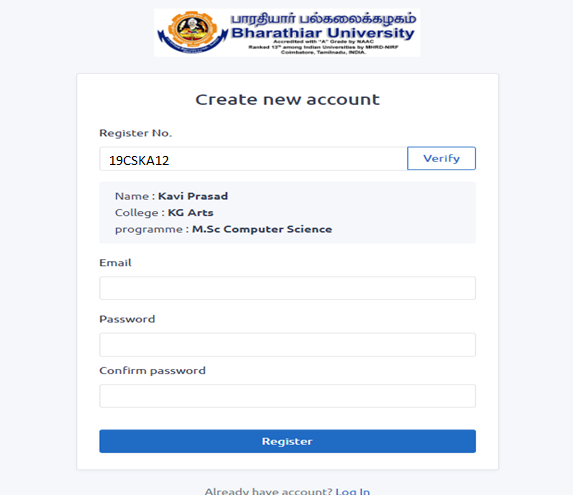 பாரதியார் பல்கலைக்கழகம்
Bharathiar University
Accredited with "A" Grade by NAAC
Ranked 13th among Indian Universities by MHRD-NIRF
Coimbatore, Tamilnadu, INDIA.
Create new account
Register No.
19CSKA12 Verify
Name : Kavi Prasad
College : KG Arts
programme : M.Sc Computer Science
Email
Password
Confirm password
Register
Already have account? Log In